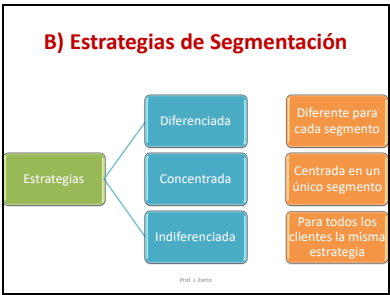 B) Estrategias de Segmentación
Estrategias
Diferenciada
Diferente para
cada segmento
Concentrada
Centrada en un
único segmento
Indiferenciada
Para todos los
clientes la misma
estrategia
Prof. J. Farto